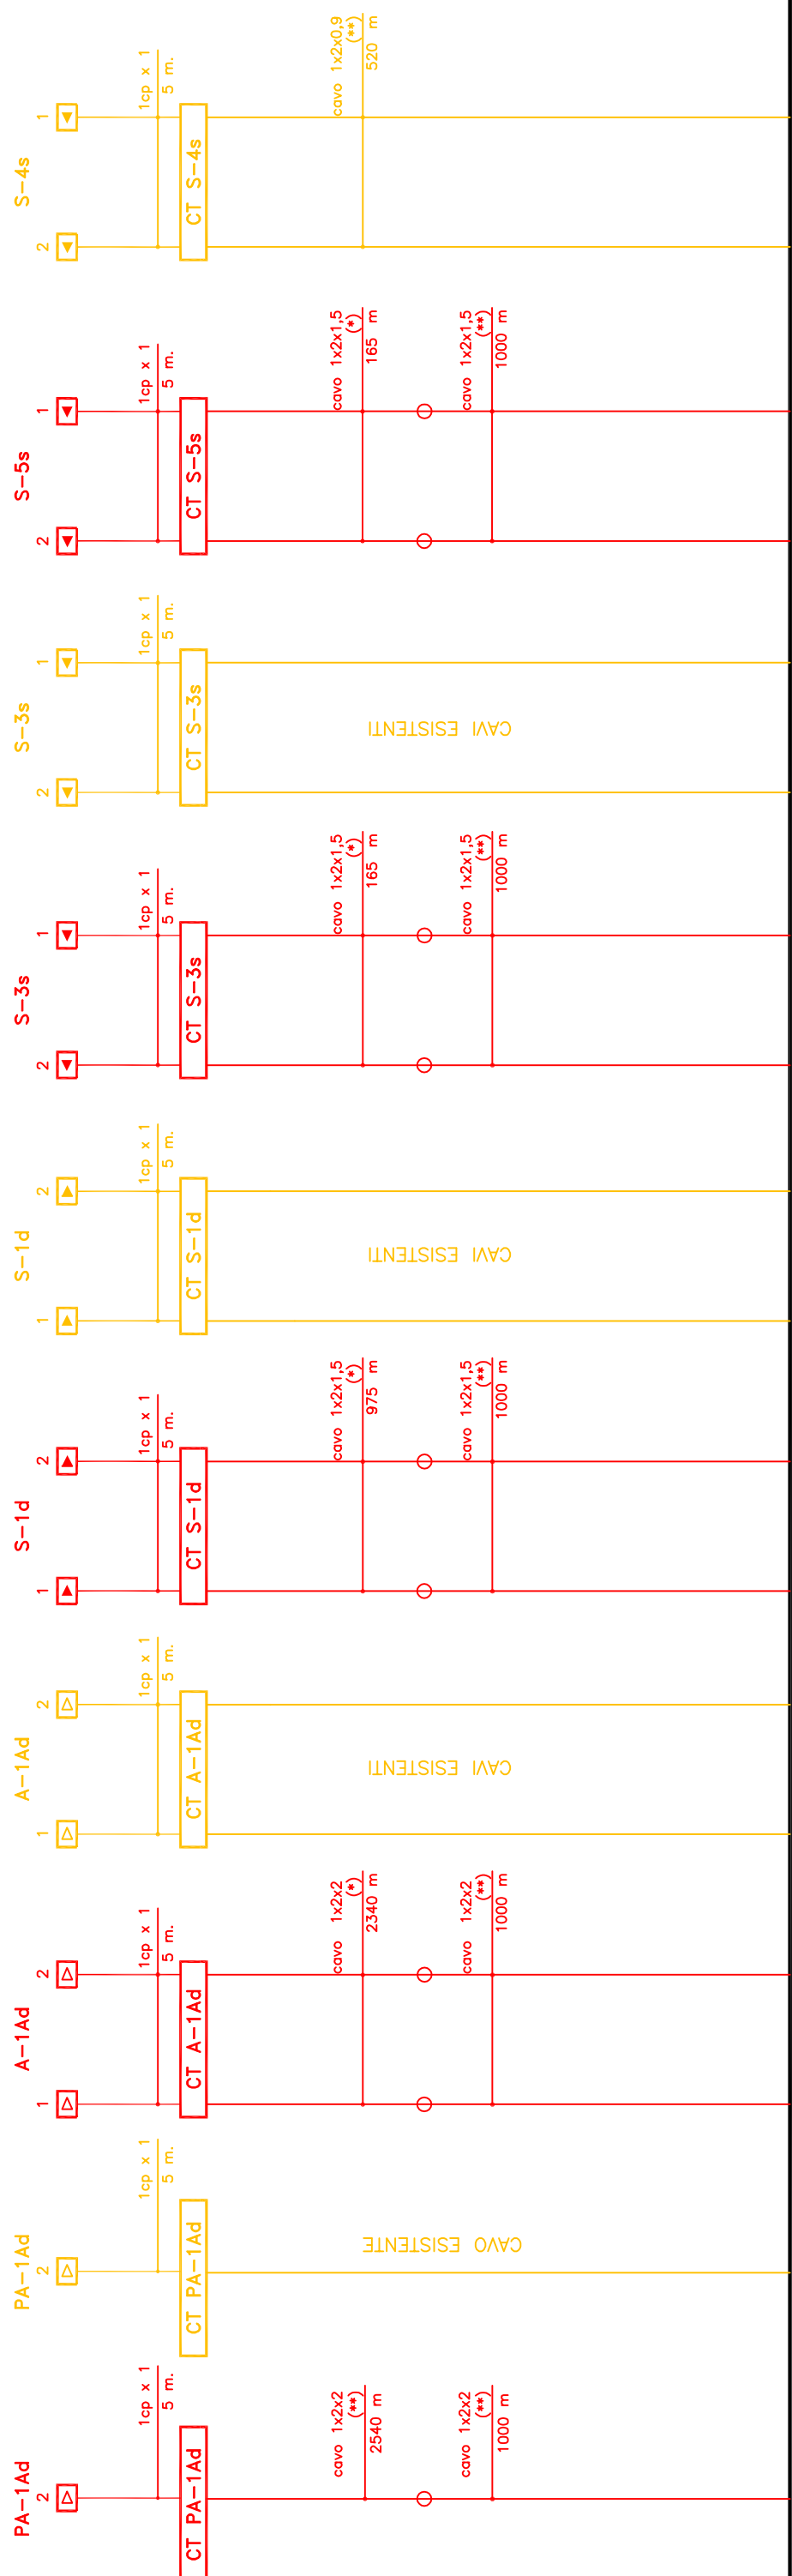 S-4s
1
2
1cp x 1
5 m.
CT S-4s
cavo 1x2x0,9
(**)
520 m
S-5s
1
2
1cp x 1
5 m.
CT S-5s
cavo 1x2x1,5
(*)
165 m
cavo 1x2x1,5
(**)
1000 m
S-3s
1
2
1cp x 1
5 m.
CT S-3s
CAVI ESISTENTI
S-3s
1
2
1cp x 1
5 m.
CT S-3s
cavo 1x2x1,5
(*)
165 m
cavo 1x2x1,5
(**)
1000 m
S-1d
2
1
1cp x 1
5 m.
CT S-1d
CAVI ESISTENTI
S-1d
2
1
1cp x 1
5 m.
CT S-1d
cavo 1x2x1,5
(*)
975 m
cavo 1x2x1,5
(**)
1000 m
A-1Ad
2
1
1cp x 1
5 m.
CT A-1Ad
CAVI ESISTENTI
A-1Ad
2
1
1cp x 1
5 m.
CT A-1Ad
cavo 1x2x2
(*)
2340 m
cavo 1x2x2
(**)
1000 m
PA-1Ad
2
1cp x 1
5 m.
CT PA-1Ad
CAVO ESISTENTE
PA-1Ad
2
1cp x 1
5 m.
CT PA-1Ad
cavo 1x2x2
(**)
2540 m
cavo 1x2x2
(**)
1000 m